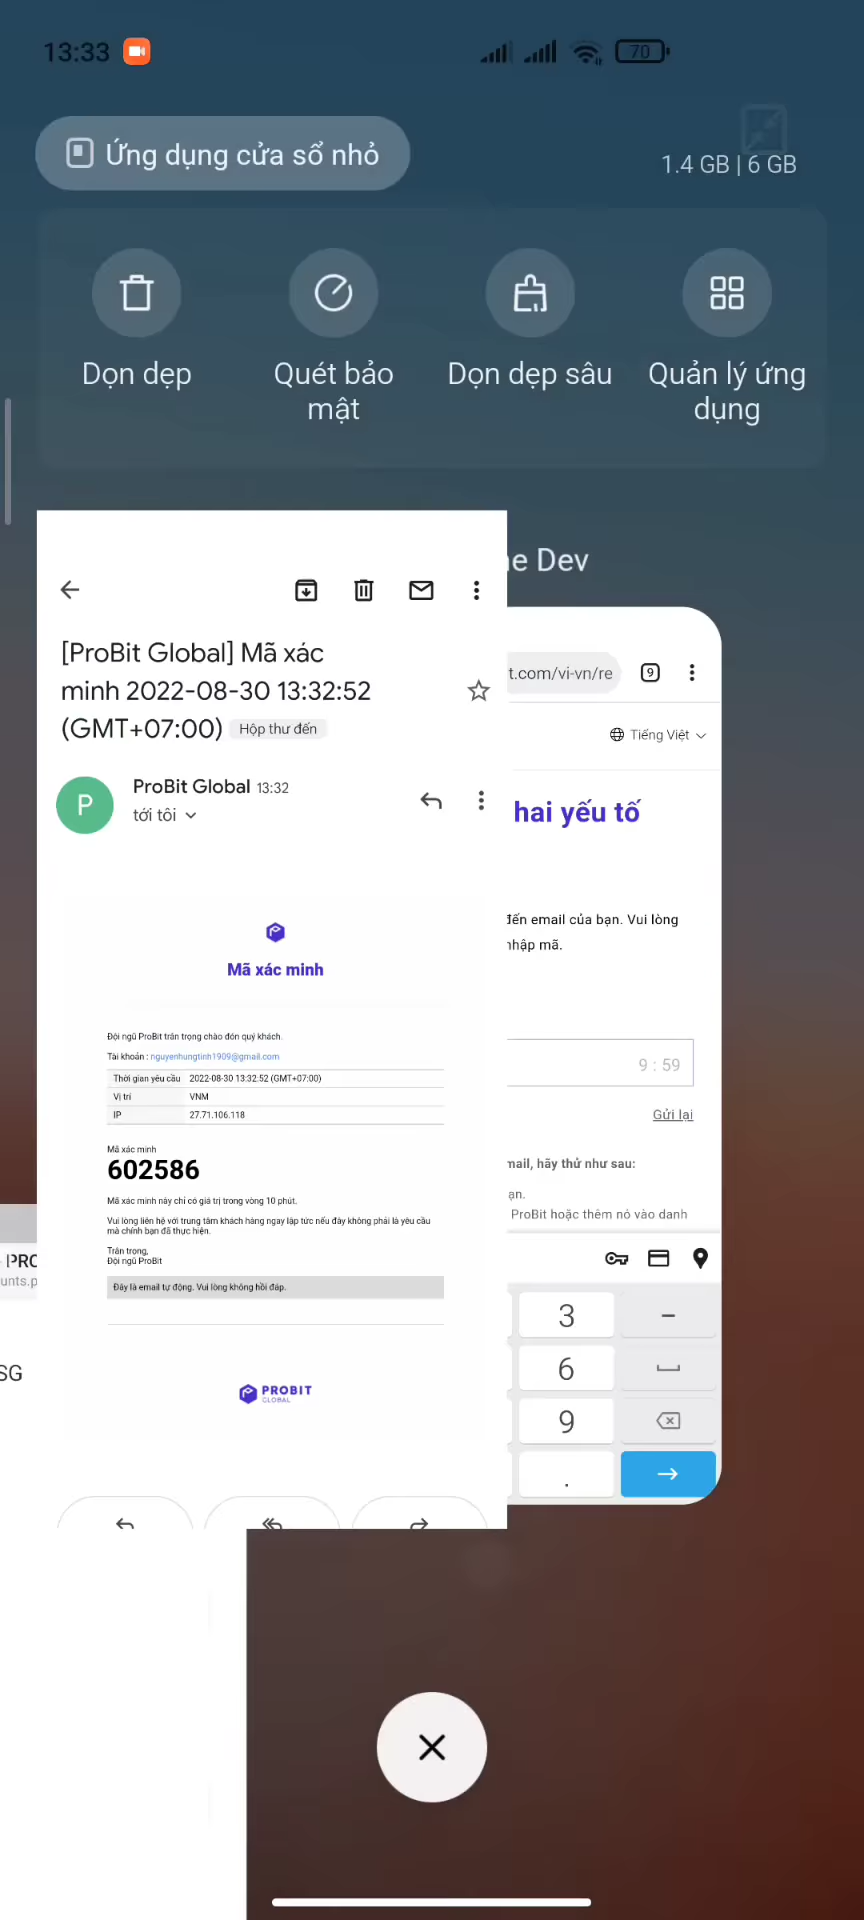 13:33
70
Ứng dụng cửa sổ nhỏ
1.4 GB | 6 GB
Dọn dẹp
Quét bảo mật
Dọn dẹp sâu
Quản lý ứng dụng
Dev
[ProBit Global] Mã xác
minh 2022-08-30 13:32:52
(GMT+07:00) Hộp thư đến
P
ProBit Global 13:32
tới tôi
Mã xác minh
Đội ngũ ProBit trân trọng chào đón quý khách.
Tài khoản : nguyenhungtinh1909@gmail.com
Thời gian yêu cầu 2022-08-30 13:32:52 (GMT+07:00)
Vị trí VNM
IP 27.71.106.118
Mã xác minh
602586
Mã xác minh này chỉ có giá trị trong vòng 10 phút.
Vui lòng liên hệ với trung tâm khách hàng ngay lập tức nếu đây không phải là yêu cầu
mà chính bạn đã thực hiện.
Trân trọng,
Đội ngũ ProBit
Đây là email tự động. Vui lòng không hồi đáp.
PROBIT
GLOBAL
t.com/vi-vn/re
9
Tiếng Việt
hai yếu tố
đến email của bạn. Vui lòng
nhập mã.
9 : 59
Gửi lại
mail, hãy thử như sau:
ProBit hoặc thêm nó vào danh
3
–
6
9
.
PRO
unts.p
SG